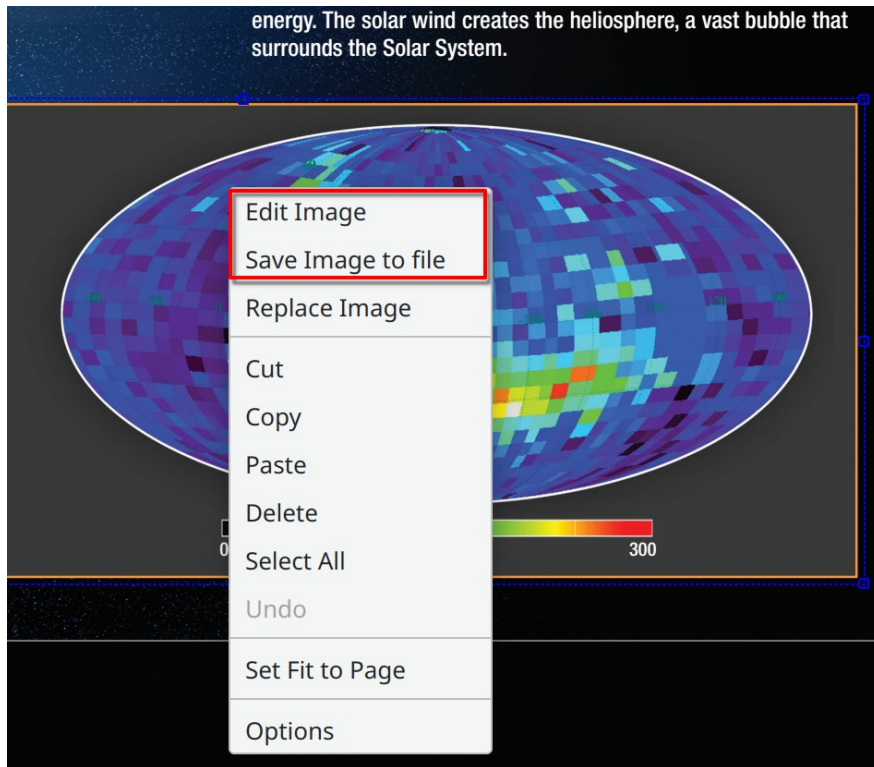 energy. The solar wind creates the heliosphere, a vast bubble that
surrounds the Solar System.
Edit Image
Save Image to file
Replace Image
Cut
Copy
Paste
Delete
Select All
Undo
Set Fit to Page
Options
0
300